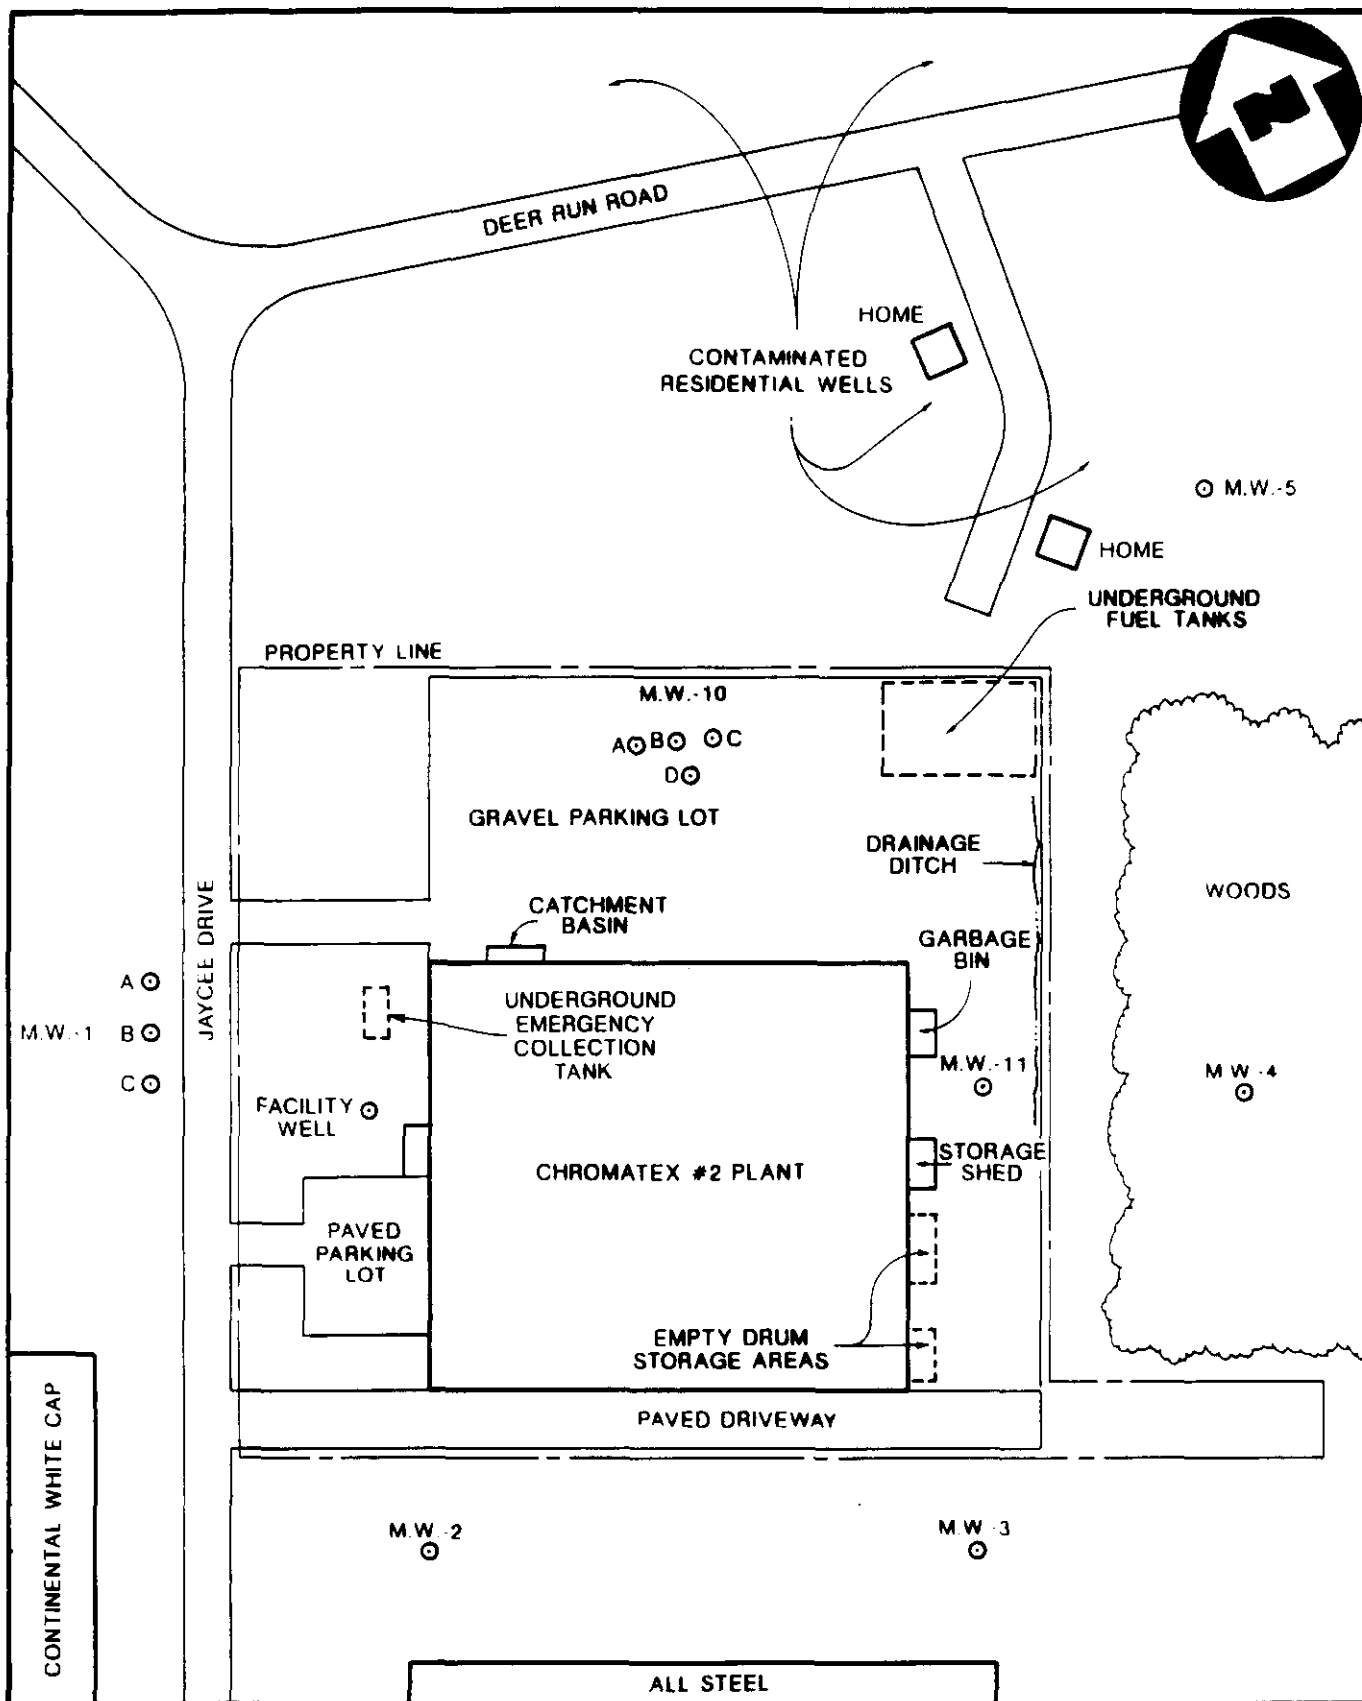 N
DEER RUN ROAD
HOME
CONTAMINATED
RESIDENTIAL WELLS
M.W.-5
HOME
UNDERGROUND
FUEL TANKS
PROPERTY LINE
M.W.-10
A B C
D
GRAVEL PARKING LOT
DRAINAGE
DITCH
WOODS
JAYCEE DRIVE
CATCHMENT
BASIN
GARBAGE
BIN
A
M.W.-1 B
C
UNDERGROUND
EMERGENCY
COLLECTION
TANK
M.W.-11
M.W.-4
FACILITY
WELL
CHROMATEX #2 PLANT
STORAGE
SHED
PAVED
PARKING
LOT
EMPTY DRUM
STORAGE AREAS
PAVED DRIVEWAY
CONTINENTAL WHITE CAP
M.W.-2
M.W.-3
ALL STEEL